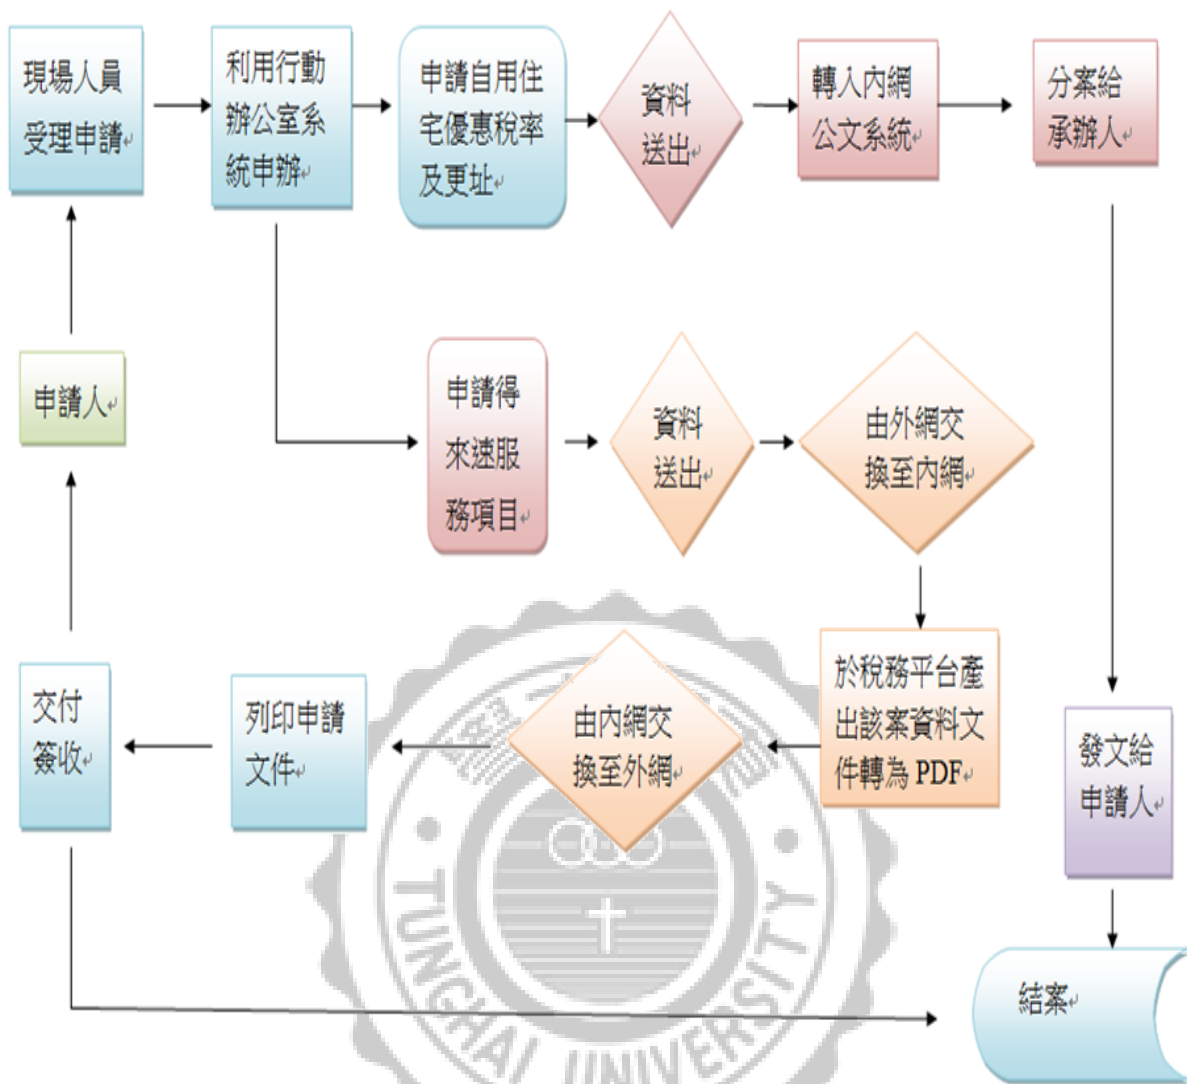 現場人員
受理申請
利用行動
辦公室系
統申辦
申請自用住
宅優惠稅率
及更址
資料
送出
轉入內網
公文系統
分案給
承辦人
申請人
申請得
來速服
務項目
資料
送出
由外網交
換至內網
於稅務平台產
出該案資料文
件轉為 PDF
由內網交
換至外網
列印申請
文件
交付
簽收
發文給
申請人
結案
TUNGHAI UNIVERSITY